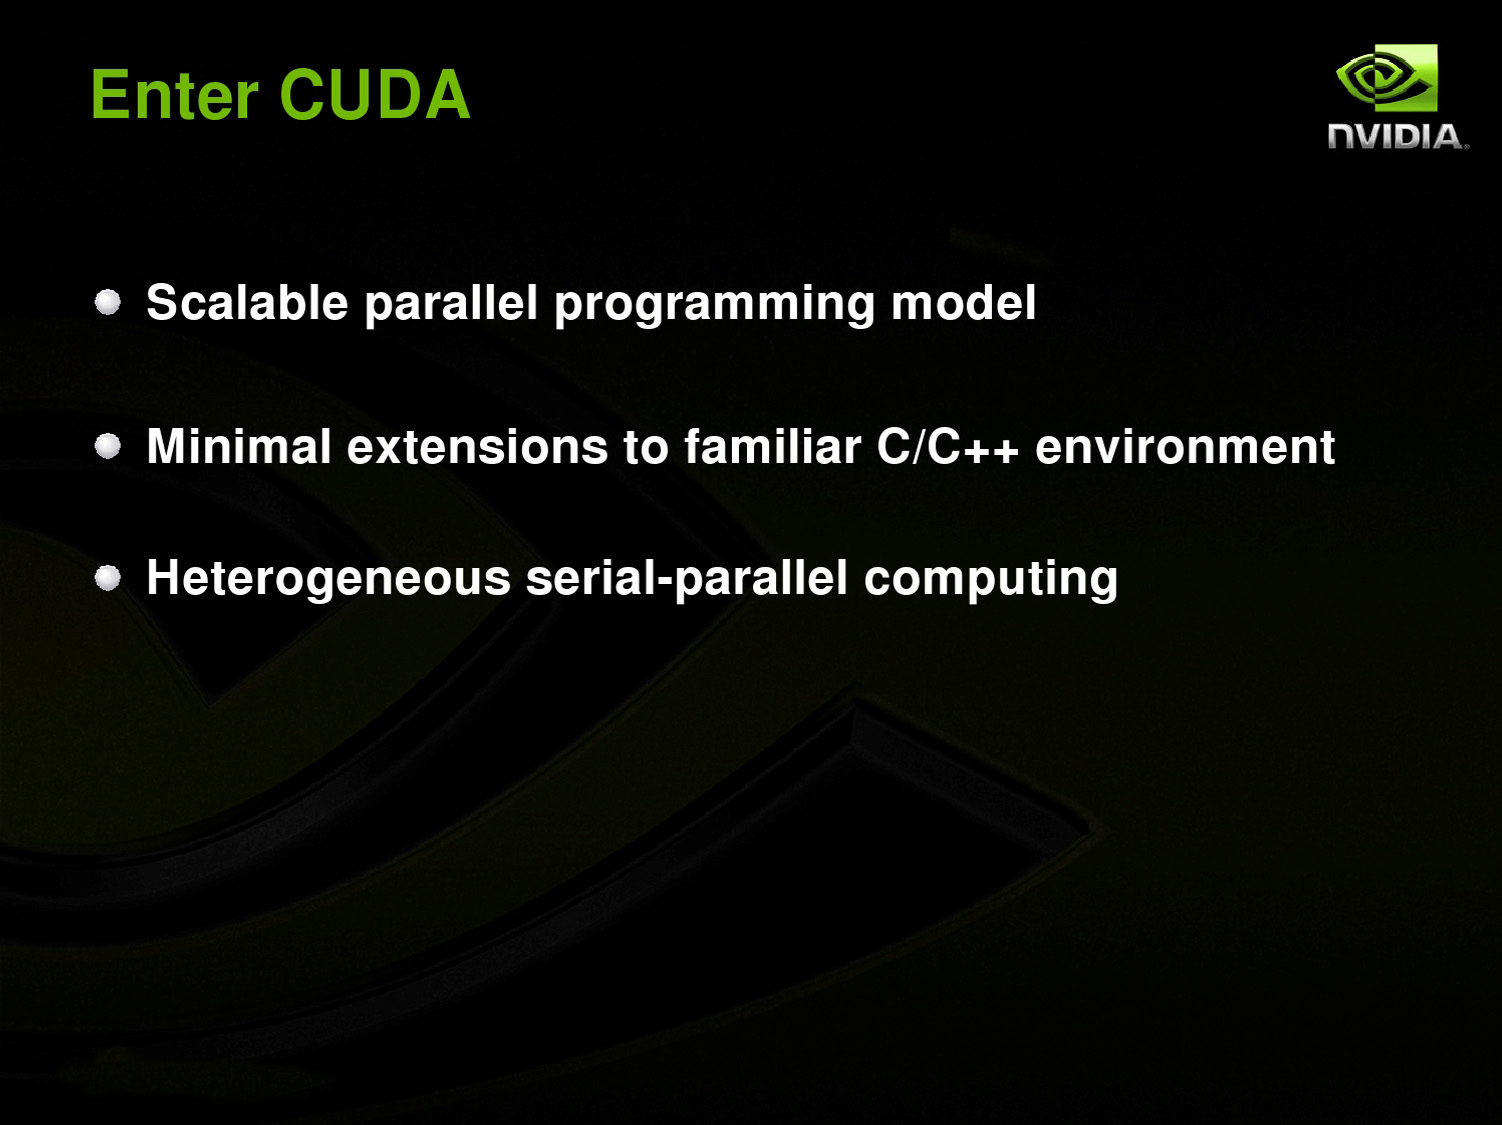 Enter CUDA
NVIDIA®
Scalable parallel programming model
Minimal extensions to familiar C/C++ environment
Heterogeneous serial-parallel computing